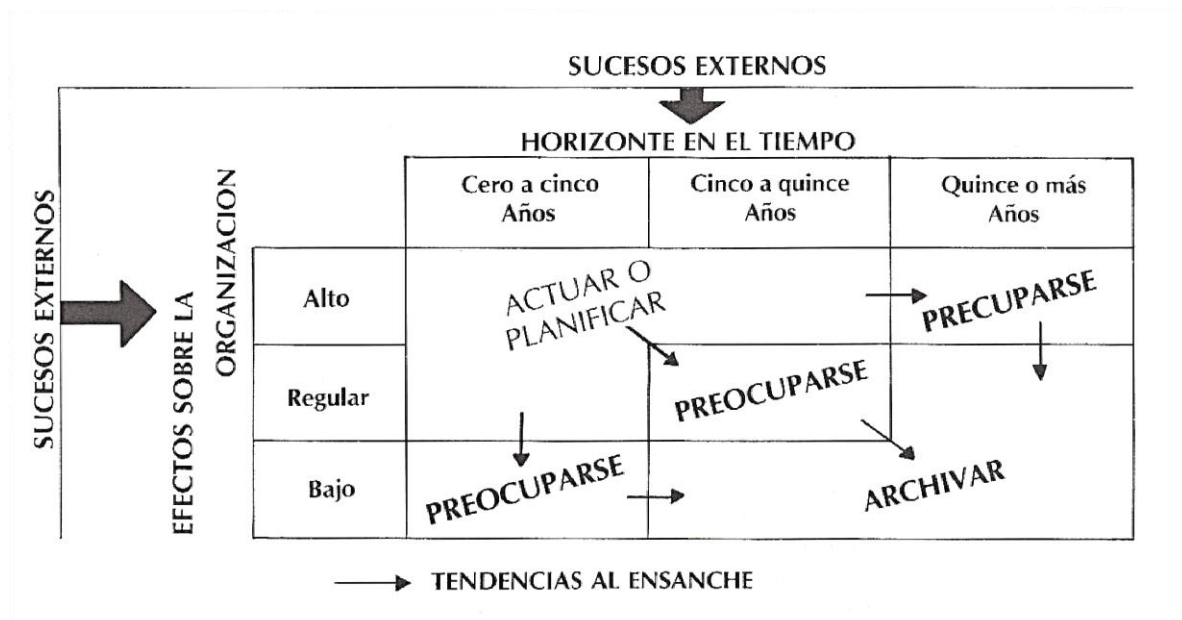 SUCESOS EXTERNOS
HORIZONTE EN EL TIEMPO
Cero a cinco
Años
Cinco a quince
Años
Quince o más
Años
SUCESOS EXTERNOS
EFECTOS SOBRE LA
ORGANIZACION
Alto
ACTUAR O
PLANIFICAR
PRECUPARSE
Regular
PREOCUPARSE
Bajo
PREOCUPARSE
ARCHIVAR
TENDENCIAS AL ENSANCHE